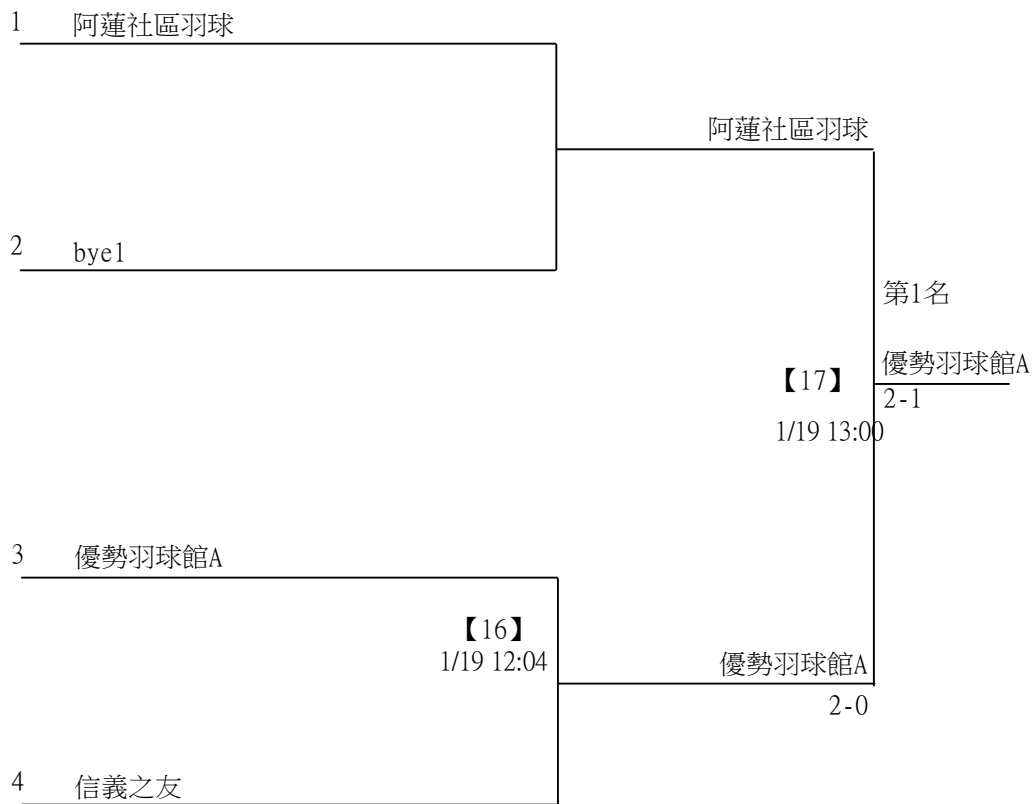 1 阿蓮社區羽球
阿蓮社區羽球
2 bye1
第1名
優勢羽球館A
【17】
2-1
1/19 13:00
3 優勢羽球館A
【16】
1/19 12:04
優勢羽球館A
2-0
4 信義之友